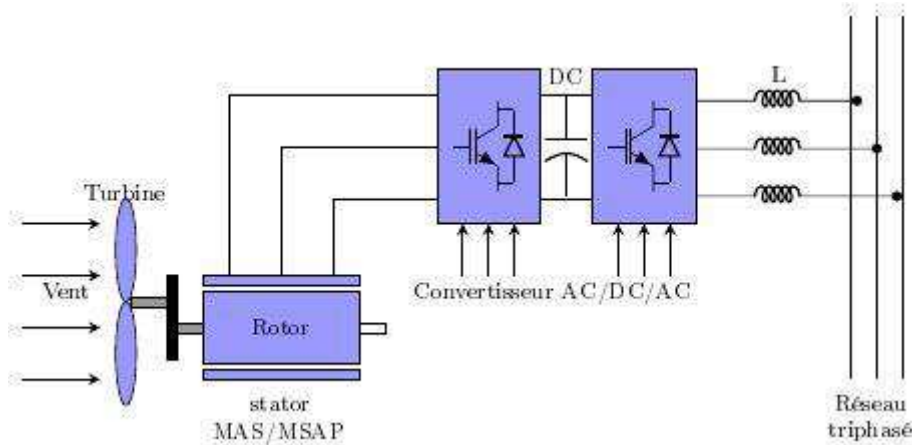 DC
L
Turbine
Vent
Convertisseur AC/DC/AC
Rotor
stator
MAS/MSAP
Réseau
triphasé